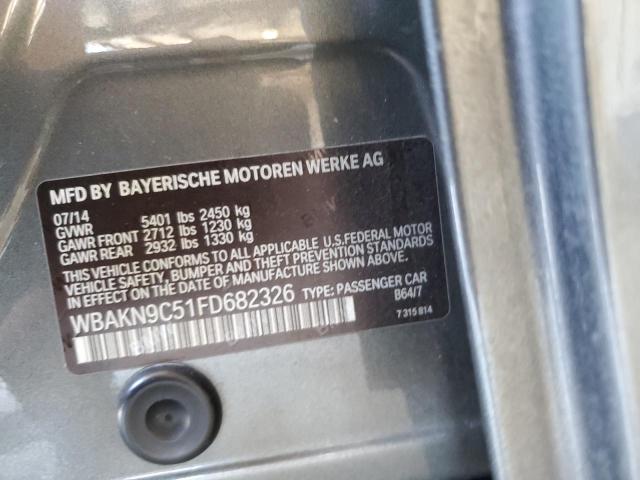 MFD BY BAYERISCHE MOTOREN WERKE AG
07/14
GVWR 5401 lbs 2450 kg
GAWR FRONT 2712 lbs 1230 kg
GAWR REAR 2932 lbs 1330 kg
THIS VEHICLE CONFORMS TO ALL APPLICABLE U.S.FEDERAL MOTOR
VEHICLE SAFETY, BUMPER, AND THEFT PREVENTION STANDARDS
IN EFFECT ON THE DATE OF MANUFACTURE SHOWN ABOVE.
WBAKN9C51FD682326 TYPE: PASSENGER CAR
B64/7
7 315 814